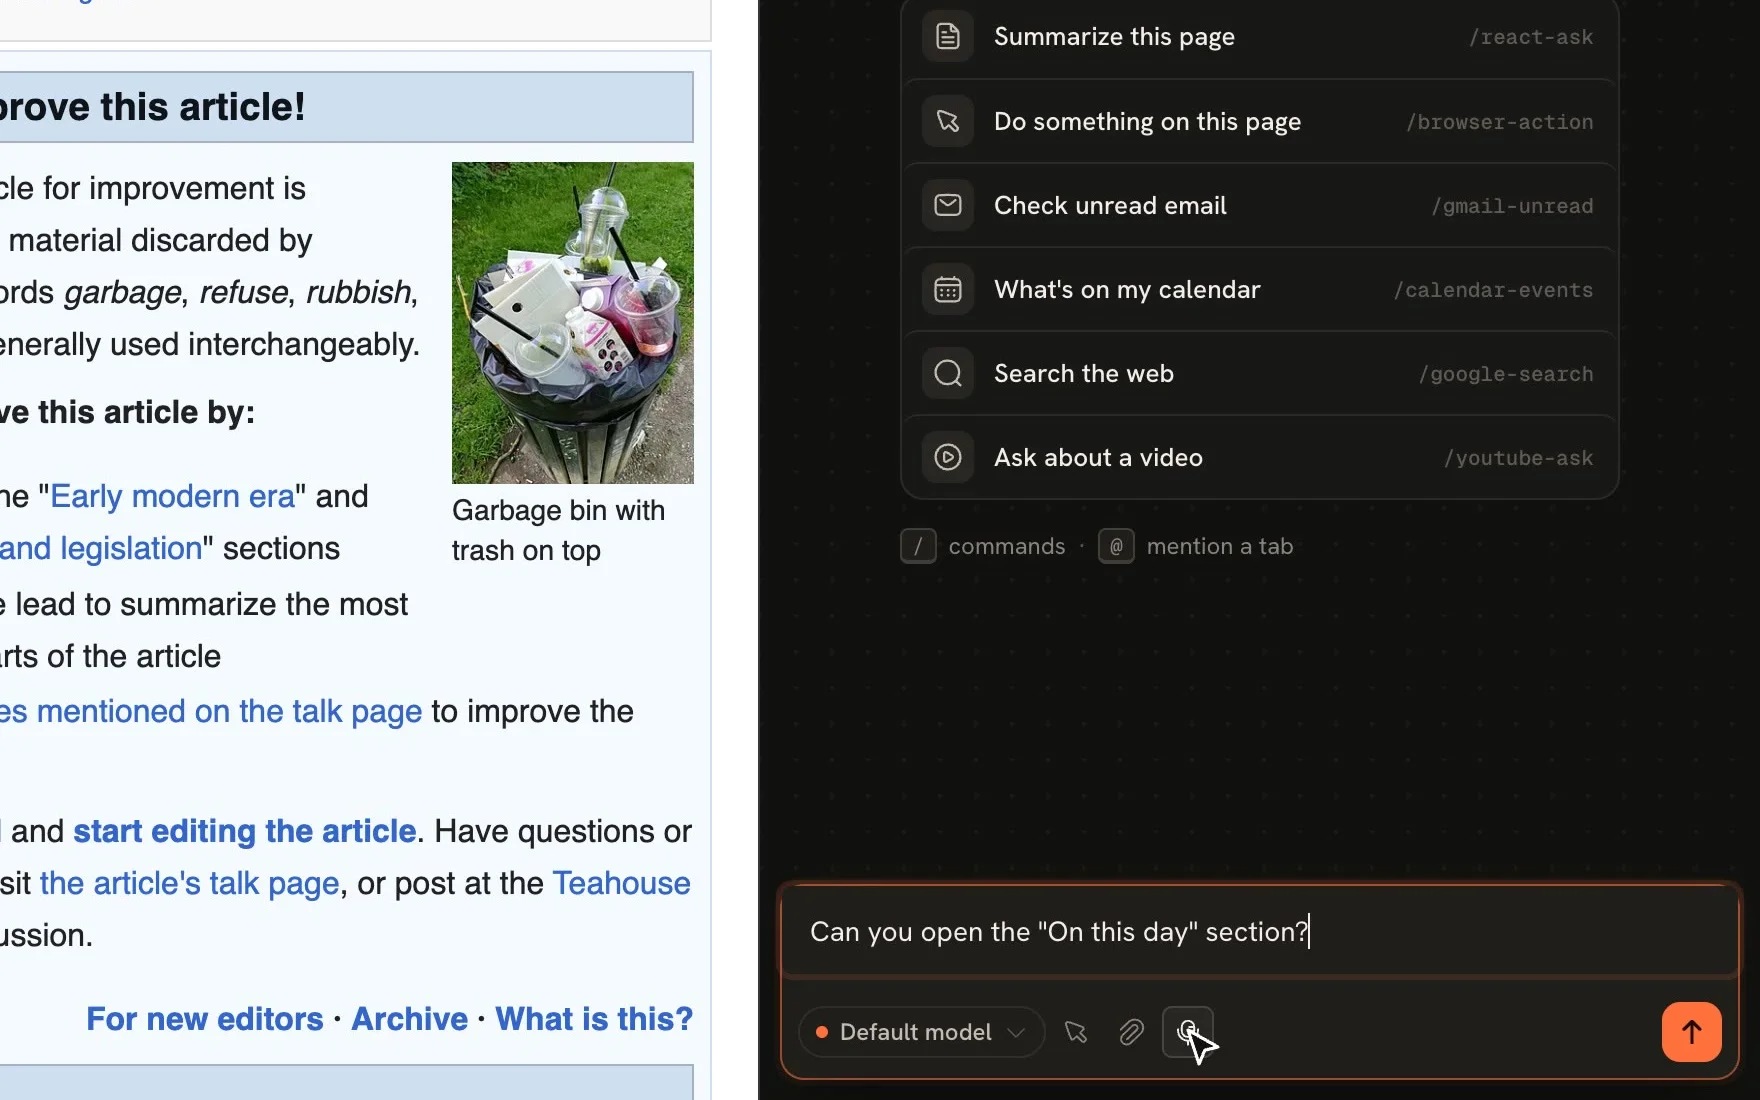 prove this article!
cle for improvement is
material discarded by
ords garbage, refuse, rubbish,
enerally used interchangeably.
ve this article by:
he "Early modern era" and
and legislation" sections
e lead to summarize the most
arts of the article
es mentioned on the talk page to improve the
and start editing the article. Have questions or
sit the article's talk page, or post at the Teahouse
ussion.
For new editors · Archive · What is this?
Garbage bin with
trash on top
Summarize this page /react-ask
Do something on this page /browser-action
Check unread email /gmail-unread
What's on my calendar /calendar-events
Search the web /google-search
Ask about a video /youtube-ask
/ commands · @ mention a tab
Can you open the "On this day" section?
Default model